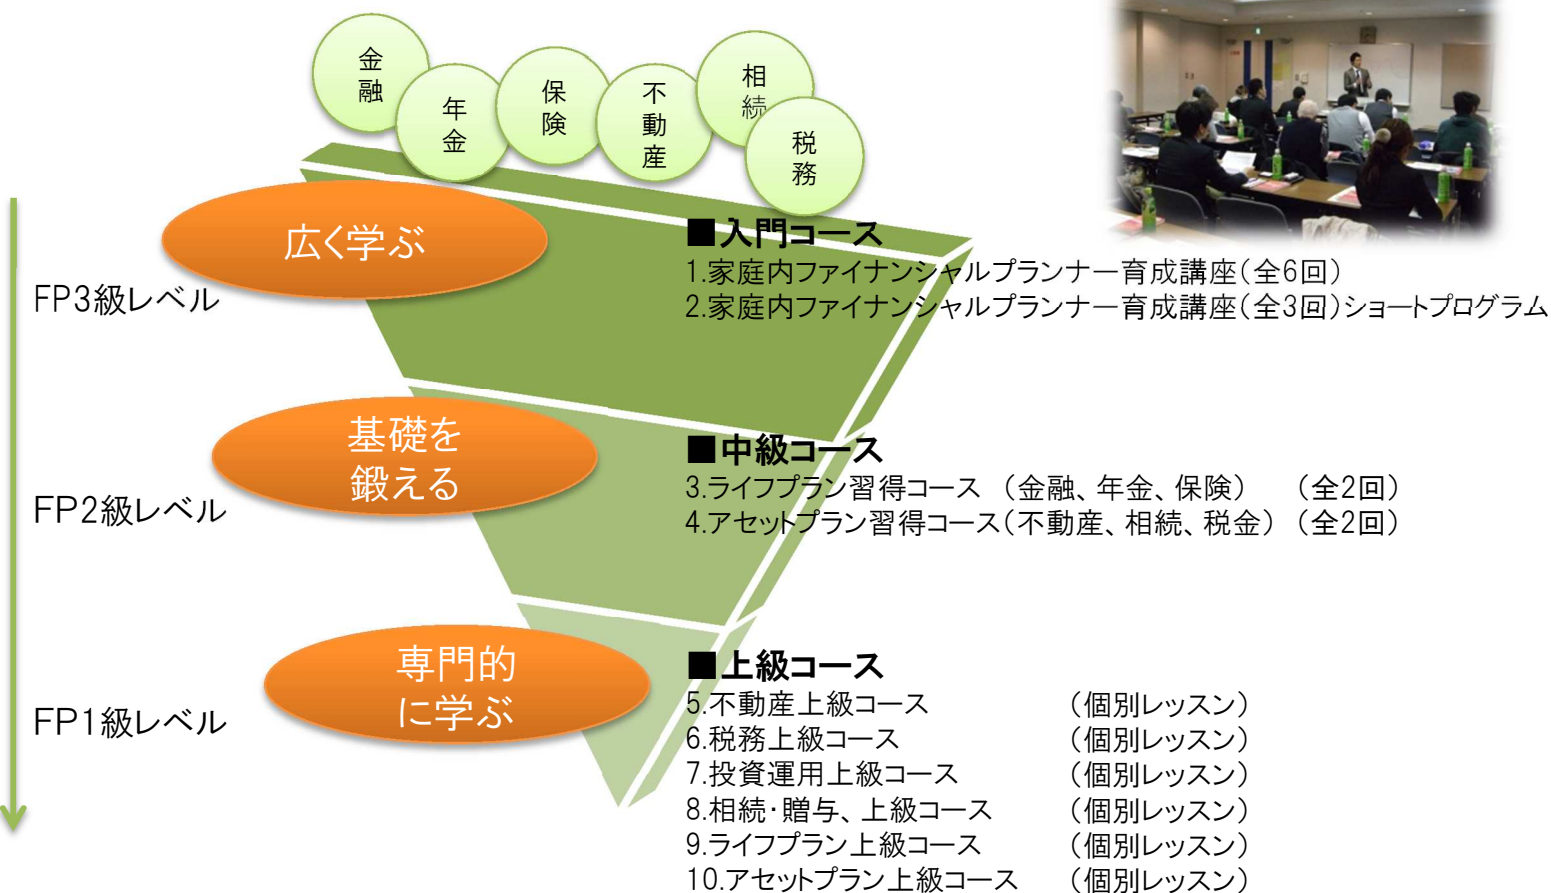 金融
年金
保険
不動産
相続
税務
広く学ぶ
FP3級レベル
■入門コース
1.家庭内ファイナンシャルプランナー育成講座(全6回)
2.家庭内ファイナンシャルプランナー育成講座(全3回)ショートプログラム
基礎を
鍛える
FP2級レベル
■中級コース
3.ライフプラン習得コース (金融、年金、保険) (全2回)
4.アセットプラン習得コース(不動産、相続、税金) (全2回)
専門的
に学ぶ
FP1級レベル
■上級コース
5.不動産上級コース (個別レッスン)
6.税務上級コース (個別レッスン)
7.投資運用上級コース (個別レッスン)
8.相続・贈与、上級コース (個別レッスン)
9.ライフプラン上級コース (個別レッスン)
10.アセットプラン上級コース (個別レッスン)